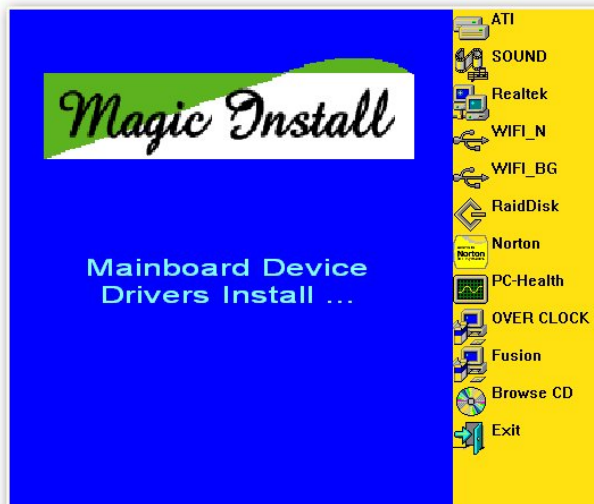 Magic Install
Mainboard Device
Drivers Install ...
ATI
SOUND
Realtek
WIFI_N
WIFI_BG
RaidDisk
Norton
Norton
PC-Health
OVER CLOCK
Fusion
Browse CD
Exit